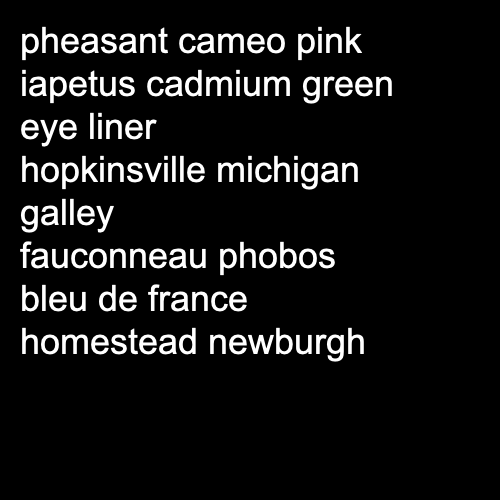 pheasant cameo pink
iapetus cadmium green
eye liner
hopkinsville michigan
galley
fauconneau phobos
bleu de france
homestead newburgh